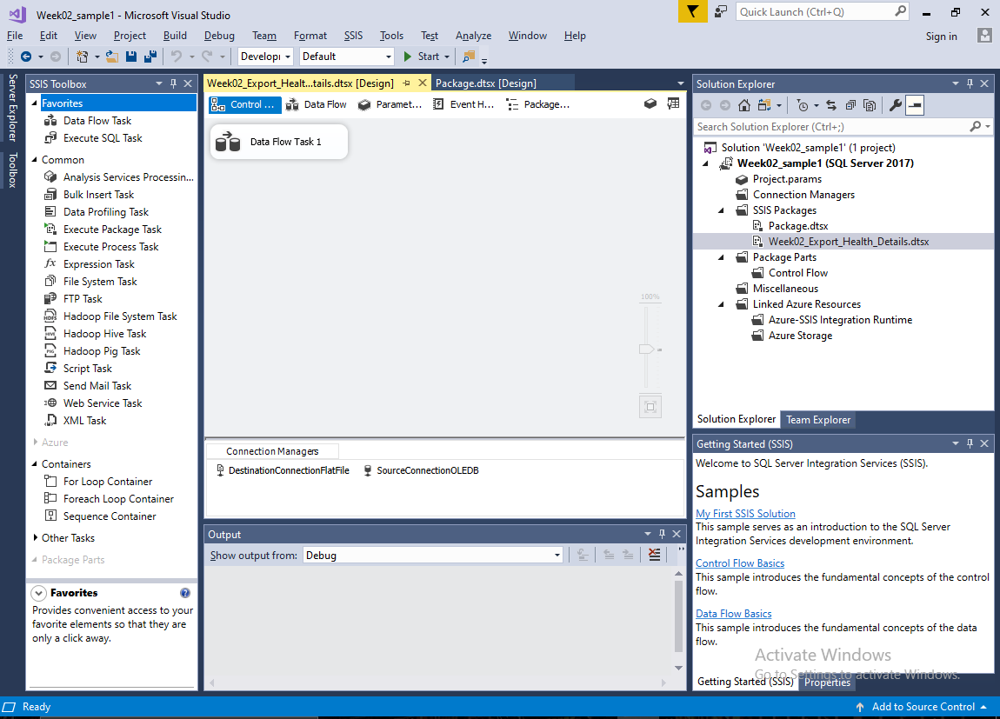 Week02_sample1 - Microsoft Visual Studio
Quick Launch (Ctrl+Q)
File Edit View Project Build Debug Team Format SSIS Tools Test Analyze Window Help
Sign in
Developı Default Start
Server Explorer
Toolbox
SSIS Toolbox
Favorites
Data Flow Task
Execute SQL Task
Common
Analysis Services Processin...
Bulk Insert Task
Data Profiling Task
Execute Package Task
Execute Process Task
Expression Task
File System Task
FTP Task
Hadoop File System Task
Hadoop Hive Task
Hadoop Pig Task
Script Task
Send Mail Task
Web Service Task
XML Task
Azure
Containers
For Loop Container
Foreach Loop Container
Sequence Container
Other Tasks
Package Parts
Favorites
Provides convenient access to your
favorite elements so that they are
only a click away.
Week02_Export_Healt...tails.dtsx [Design] Package.dtsx [Design]
Control ... Data Flow Paramet... Event H... Package...
Data Flow Task 1
100%
Connection Managers
DestinationConnectionFlatFile SourceConnectionOLEDB
Output
Show output from: Debug
Solution Explorer
Search Solution Explorer (Ctrl+;)
Solution 'Week02_sample1' (1 project)
Week02_sample1 (SQL Server 2017)
Project.params
Connection Managers
SSIS Packages
Package.dtsx
Week02_Export_Health_Details.dtsx
Package Parts
Control Flow
Miscellaneous
Linked Azure Resources
Azure-SSIS Integration Runtime
Azure Storage
Solution Explorer Team Explorer
Getting Started (SSIS)
Welcome to SQL Server Integration Services (SSIS).
Samples
My First SSIS Solution
This sample serves as an introduction to the SQL Server
Integration Services development environment.
Control Flow Basics
This sample introduces the fundamental concepts of the control
flow.
Data Flow Basics
This sample introduces the fundamental concepts of the data
flow.
Activate Windows
Go to Settings to activate Windows.
Getting Started (SSIS) Properties
Ready
Add to Source Control